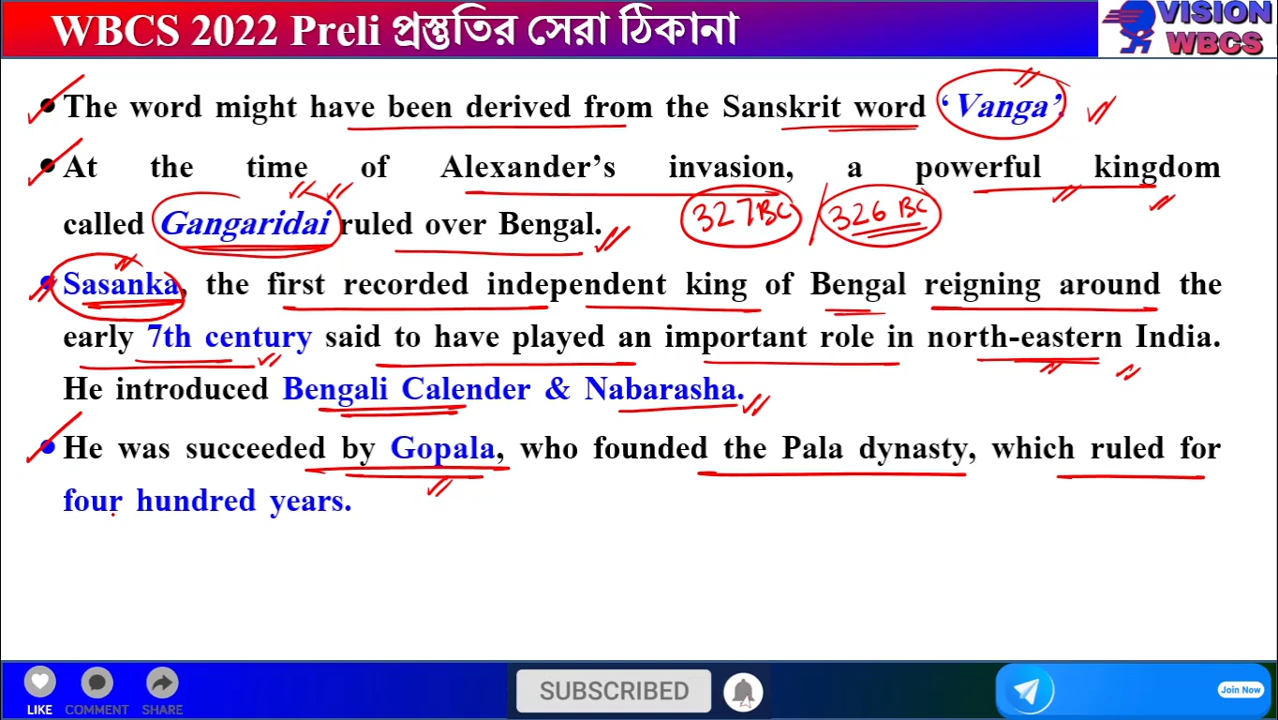 WBCS 2022 Preli প্রস্তুতির সেরা ঠিকানা
VISION
WBCS
The word might have been derived from the Sanskrit word ‘Vanga’.
At the time of Alexander’s invasion, a powerful kingdom
called Gangaridai ruled over Bengal.
327BC / 326 BC
Sasanka, the first recorded independent king of Bengal reigning around the
early 7th century said to have played an important role in north-eastern India.
He introduced Bengali Calender & Nabarasha.
He was succeeded by Gopala, who founded the Pala dynasty, which ruled for
four hundred years.
LIKE COMMENT SHARE
SUBSCRIBED
Join Now